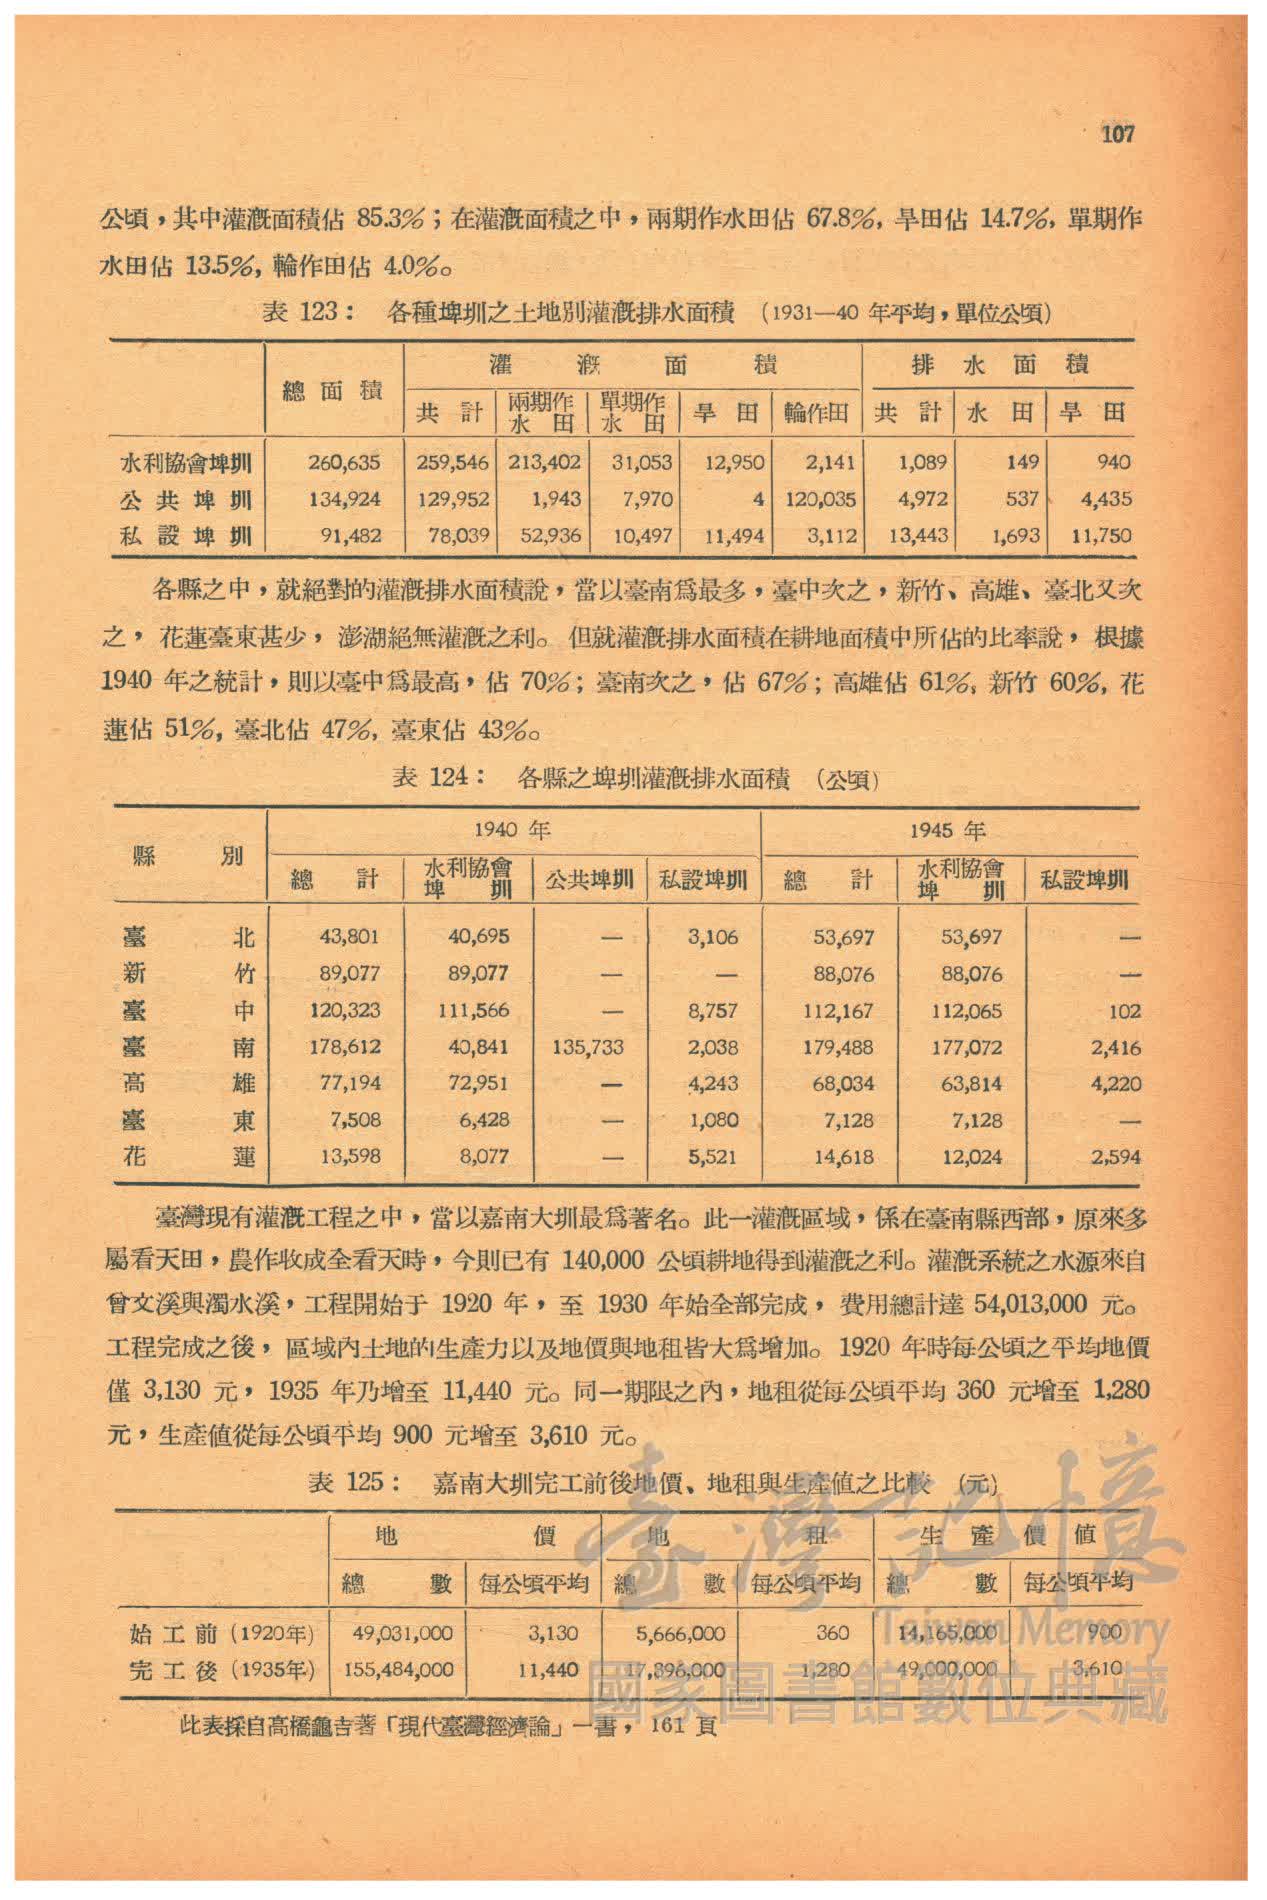 107
公頃，其中灌漑面積佔 85.3%；在灌漑面積之中，兩期作水田佔 67.8%, 旱田佔 14.7%, 單期作
水田佔 13.5%, 輪作田佔 4.0%。
表 123： 各種埤圳之土地別灌漑排水面積 （1931—40 年平均，單位公頃）
總面積 灌漑面積 排水面積
共計 兩期作水田 單期作水田 旱田 輪作田 共計 水田 旱田
水利協會埤圳 260,635 259,546 213,402 31,053 12,950 2,141 1,089 149 940
公共埤圳 134,924 129,952 1,943 7,970 4 120,035 4,972 537 4,435
私設埤圳 91,482 78,039 52,936 10,497 11,494 3,112 13,443 1,693 11,750
各縣之中，就絕對的灌漑排水面積說，當以臺南爲最多，臺中次之，新竹、高雄、臺北又次
之，花蓮臺東甚少，澎湖絕無灌漑之利。但就灌漑排水面積在耕地面積中所佔的比率說，根據
1940 年之統計，則以臺中爲最高，佔 70%；臺南次之，佔 67%；高雄佔 61%, 新竹 60%, 花
蓮佔 51%, 臺北佔 47%, 臺東佔 43%。
表 124： 各縣之埤圳灌漑排水面積 （公頃）
縣別 1940 年 1945 年
總計 水利協會埤圳 公共埤圳 私設埤圳 總計 水利協會埤圳 私設埤圳
臺北 43,801 40,695 — 3,106 53,697 53,697 —
新竹 89,077 89,077 — — 88,076 88,076 —
臺中 120,323 111,566 — 8,757 112,167 112,065 102
臺南 178,612 40,841 135,733 2,038 179,488 177,072 2,416
高雄 77,194 72,951 — 4,243 68,034 63,814 4,220
臺東 7,508 6,428 — 1,080 7,128 7,128 —
花蓮 13,598 8,077 — 5,521 14,618 12,024 2,594
臺灣現有灌漑工程之中，當以嘉南大圳最爲著名。此一灌漑區域，係在臺南縣西部，原來多
屬看天田，農作收成全看天時，今則已有 140,000 公頃耕地得到灌漑之利。灌漑系統之水源來自
曾文溪與濁水溪，工程開始于 1920 年，至 1930 年始全部完成，費用總計達 54,013,000 元。
工程完成之後，區域內土地的生產力以及地價與地租皆大爲增加。1920 年時每公頃之平均地價
僅 3,130 元，1935 年乃增至 11,440 元。同一期限之內，地租從每公頃平均 360 元增至 1,280
元，生產值從每公頃平均 900 元增至 3,610 元。
表 125： 嘉南大圳完工前後地價、地租與生產值之比較 （元）
地價 地租 生產價值
總數 每公頃平均 總數 每公頃平均 總數 每公頃平均
始工前（1920年） 49,031,000 3,130 5,666,000 360 14,165,000 900
完工後（1935年） 155,484,000 11,440 17,396,000 1,280 49,000,000 3,610
此表採自高橋龜吉著「現代臺灣經濟論」一書，161 頁
臺灣記憶
Taiwan Memory
國家圖書館數位典藏